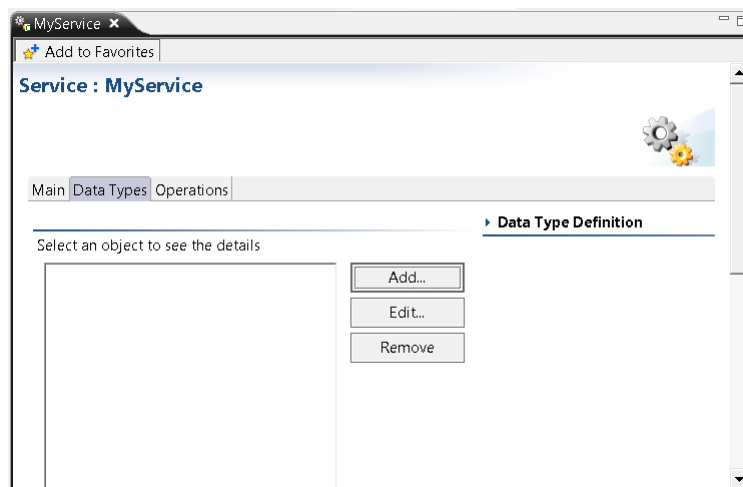 MyService
Add to Favorites
Service : MyService
Main Data Types Operations
Data Type Definition
Select an object to see the details
Add...
Edit...
Remove